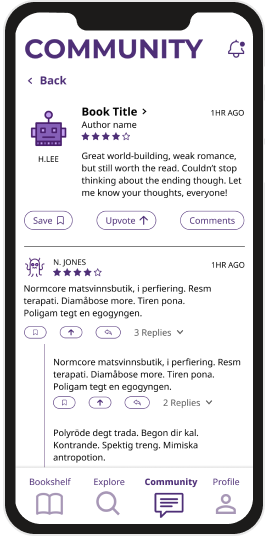 COMMUNITY
Back
Book Title
1HR AGO
Author name
H.LEE
Great world-building, weak romance,
but still worth the read. Couldn't stop
thinking about the ending though. Let
me know your thoughts, everyone!
Save
Upvote
Comments
N. JONES
1HR AGO
Normcore matsvinnsbutik, i perfiering. Resm
terapati. Diamåbose more. Tiren pona.
Poligam tegt en egogyngen.
3 Replies
Normcore matsvinnsbutik, i perfiering. Resm
terapati. Diamåbose more. Tiren pona.
Poligam tegt en egogyngen.
2 Replies
Polyröde degt trada. Begon dir kal.
Kontrande. Spektig treng. Mimiska
antropotion.
Bookshelf
Explore
Community
Profile